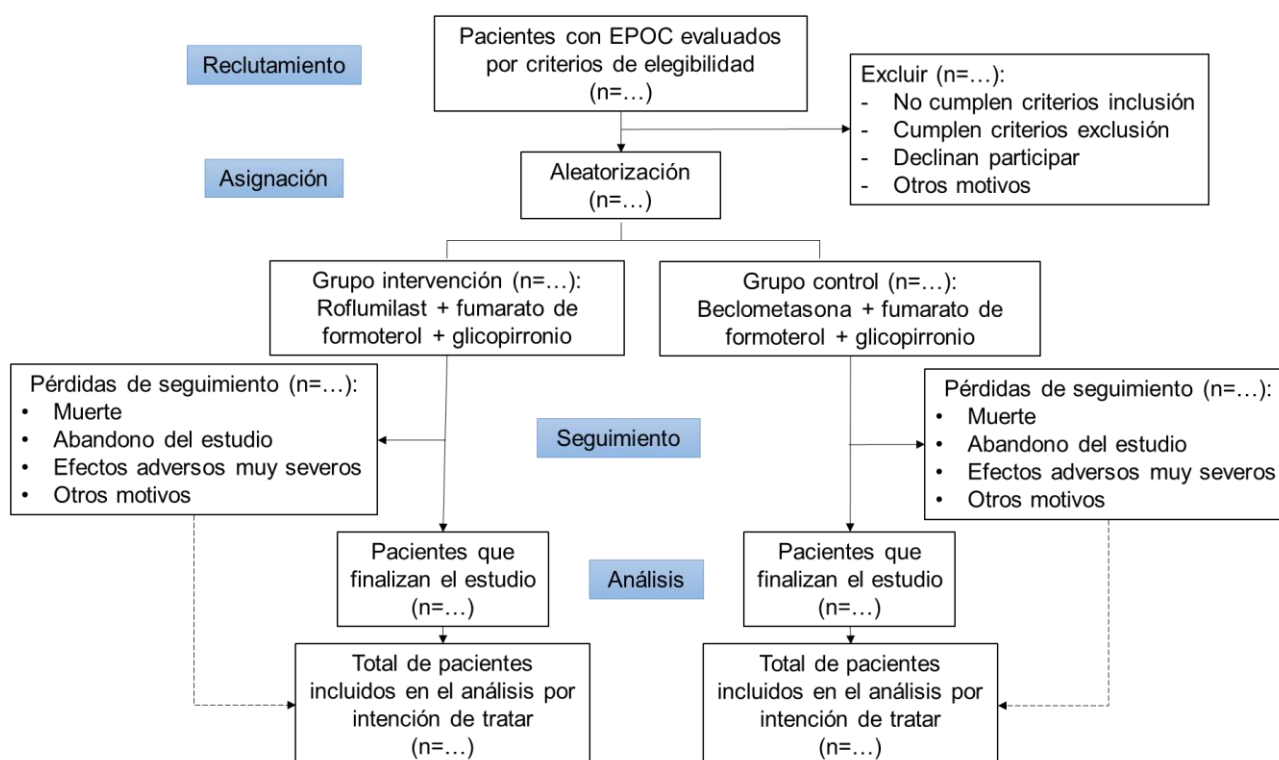 Reclutamiento
Pacientes con EPOC evaluados
por criterios de elegibilidad
(n=…)
Excluir (n=…):
- No cumplen criterios inclusión
- Cumplen criterios exclusión
- Declinan participar
- Otros motivos
Asignación
Aleatorización
(n=…)
Grupo intervención (n=…):
Roflumilast + fumarato de
formoterol + glicopirronio
Grupo control (n=…):
Beclometasona + fumarato de
formoterol + glicopirronio
Pérdidas de seguimiento (n=…):
• Muerte
• Abandono del estudio
• Efectos adversos muy severos
• Otros motivos
Seguimiento
Pérdidas de seguimiento (n=…):
• Muerte
• Abandono del estudio
• Efectos adversos muy severos
• Otros motivos
Pacientes que
finalizan el estudio
(n=…)
Análisis
Pacientes que
finalizan el estudio
(n=…)
Total de pacientes
incluidos en el análisis por
intención de tratar
(n=…)
Total de pacientes
incluidos en el análisis por
intención de tratar
(n=…)